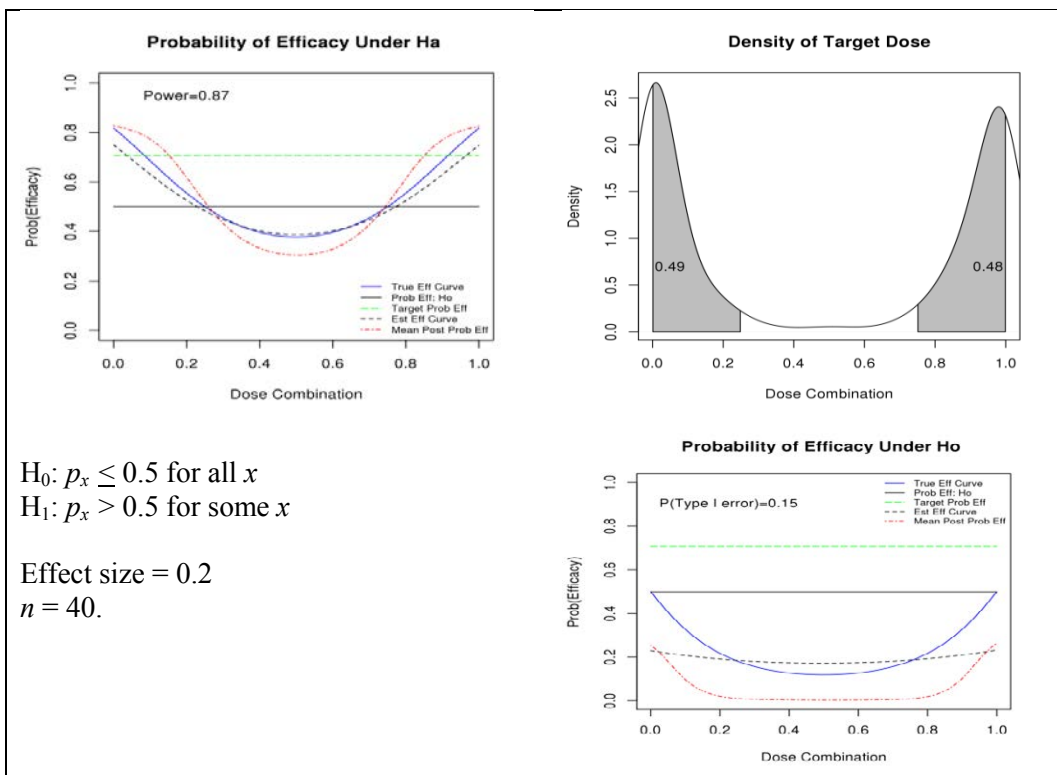 Probability of Efficacy Under Ha
Power=0.87
Prob(Efficacy)
0.0 0.2 0.4 0.6 0.8 1.0
True Eff Curve
Prob Eff: Ho
Target Prob Eff
Est Eff Curve
Mean Post Prob Eff
0.0 0.2 0.4 0.6 0.8 1.0
Dose Combination
Density of Target Dose
Density
0.0 0.5 1.0 1.5 2.0 2.5
0.49
0.48
0.0 0.2 0.4 0.6 0.8 1.0
Dose Combination
H₀: pₓ ≤ 0.5 for all x
H₁: pₓ > 0.5 for some x
Effect size = 0.2
n = 40.
Probability of Efficacy Under Ho
P(Type I error)=0.15
True Eff Curve
Prob Eff: Ho
Target Prob Eff
Est Eff Curve
Mean Post Prob Eff
Prob(Efficacy)
0.0 0.2 0.4 0.6 0.8 1.0
0.0 0.2 0.4 0.6 0.8 1.0
Dose Combination